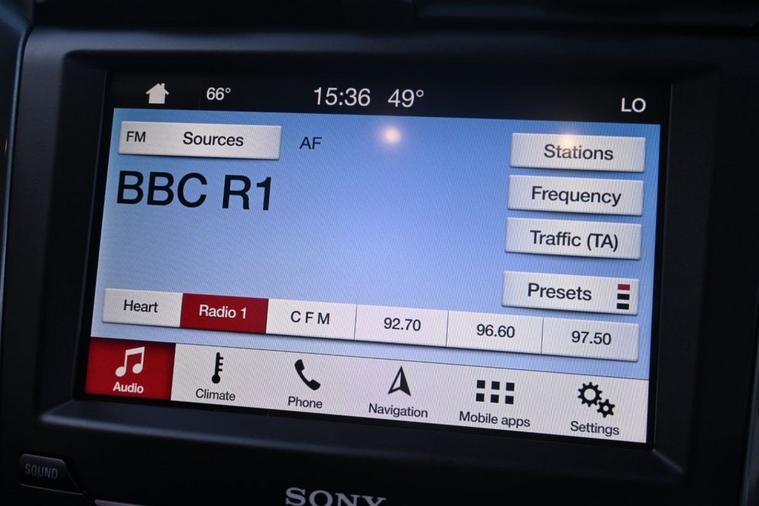 66° 15:36 49° LO
FM Sources AF Stations
BBC R1
Frequency
Traffic (TA)
Presets
Heart Radio 1 C F M 92.70 96.60 97.50
Audio Climate Phone Navigation Mobile apps Settings
SOUND
SONY